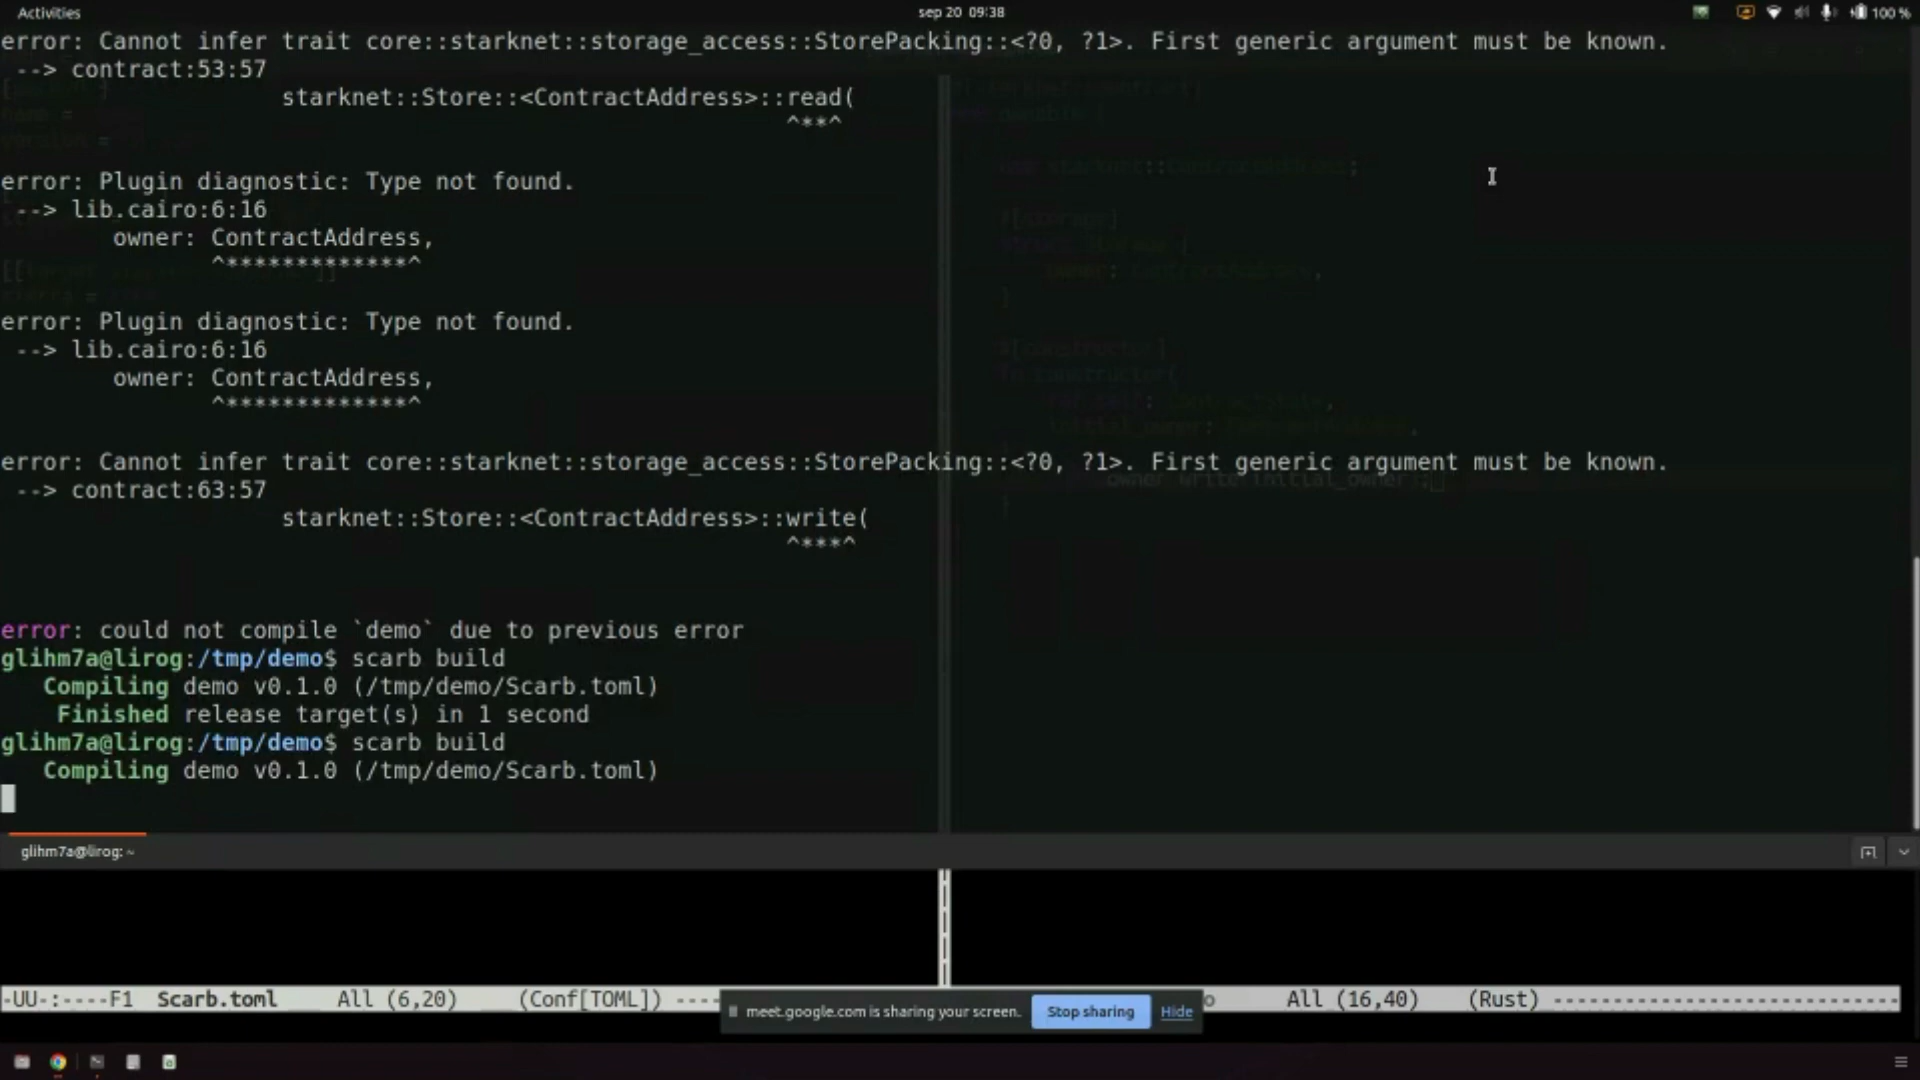 Activities
sep 20 09:38
100 %
error: Cannot infer trait core::starknet::storage_access::StorePacking::<?0, ?1>. First generic argument must be known.
--> contract:53:57
starknet::Store::<ContractAddress>::read(
^**^
error: Plugin diagnostic: Type not found.
--> lib.cairo:6:16
owner: ContractAddress,
^*************^
error: Plugin diagnostic: Type not found.
--> lib.cairo:6:16
owner: ContractAddress,
^*************^
error: Cannot infer trait core::starknet::storage_access::StorePacking::<?0, ?1>. First generic argument must be known.
--> contract:63:57
starknet::Store::<ContractAddress>::write(
^***^
error: could not compile `demo` due to previous error
glihm7a@lirog:/tmp/demo$ scarb build
Compiling demo v0.1.0 (/tmp/demo/Scarb.toml)
Finished release target(s) in 1 second
glihm7a@lirog:/tmp/demo$ scarb build
Compiling demo v0.1.0 (/tmp/demo/Scarb.toml)
glihm7a@lirog: ~
-UU-:----F1 Scarb.toml All (6,20) (Conf[TOML]) ----
o All (16,40) (Rust) -------------------------
meet.google.com is sharing your screen. Stop sharing Hide